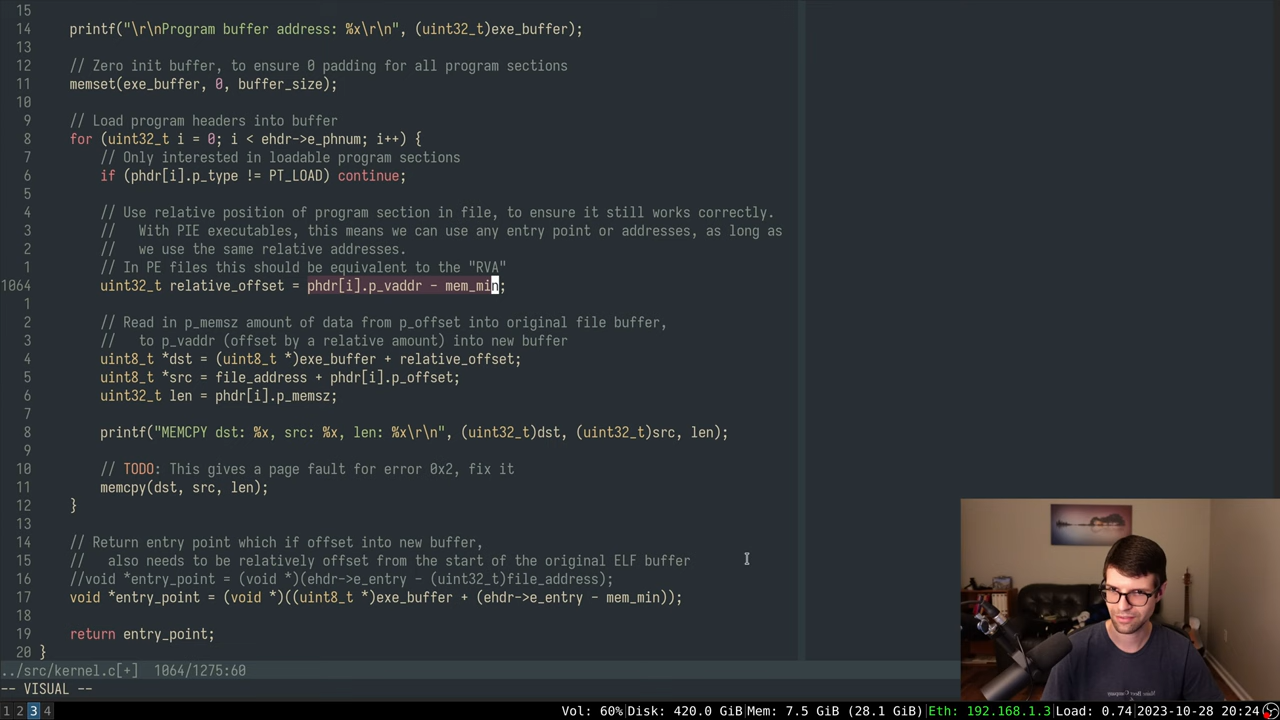 15
14 printf("\r\nProgram buffer address: %x\r\n", (uint32_t)exe_buffer);
13
12 // Zero init buffer, to ensure 0 padding for all program sections
11 memset(exe_buffer, 0, buffer_size);
10
9 // Load program headers into buffer
8 for (uint32_t i = 0; i < ehdr->e_phnum; i++) {
7 // Only interested in loadable program sections
6 if (phdr[i].p_type != PT_LOAD) continue;
5
4 // Use relative position of program section in file, to ensure it still works correctly.
3 // With PIE executables, this means we can use any entry point or addresses, as long as
2 // we use the same relative addresses.
1 // In PE files this should be equivalent to the "RVA"
1064 uint32_t relative_offset = phdr[i].p_vaddr - mem_min;
1
2 // Read in p_memsz amount of data from p_offset into original file buffer,
3 // to p_vaddr (offset by a relative amount) into new buffer
4 uint8_t *dst = (uint8_t *)exe_buffer + relative_offset;
5 uint8_t *src = file_address + phdr[i].p_offset;
6 uint32_t len = phdr[i].p_memsz;
7
8 printf("MEMCPY dst: %x, src: %x, len: %x\r\n", (uint32_t)dst, (uint32_t)src, len);
9
10 // TODO: This gives a page fault for error 0x2, fix it
11 memcpy(dst, src, len);
12 }
13
14 // Return entry point which if offset into new buffer,
15 // also needs to be relatively offset from the start of the original ELF buffer
16 //void *entry_point = (void *)(ehdr->e_entry - (uint32_t)file_address);
17 void *entry_point = (void *)((uint8_t *)exe_buffer + (ehdr->e_entry - mem_min));
18
19 return entry_point;
20 }
../src/kernel.c[+] 1064/1275:60
-- VISUAL --
1 2 3 4 Vol: 60%|Disk: 420.0 GiB|Mem: 7.5 GiB (28.1 GiB)|Eth: 192.168.1.3|Load: 0.74|2023-10-28 20:24